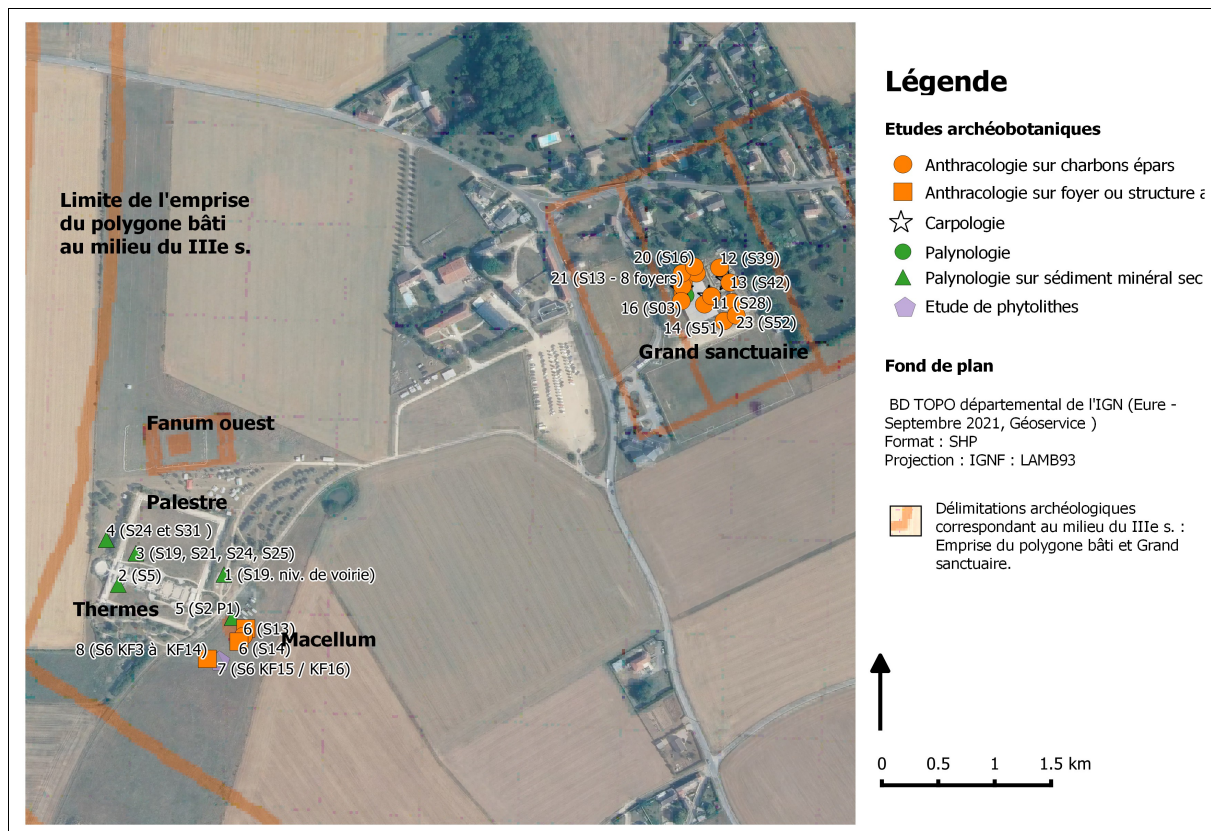 Limite de l'emprise
du polygone bâti
au milieu du IIIe s.
20 (S16)
12 (S39)
21 (S13 - 8 foyers)
13 (S42)
16 (S03)
11 (S28)
14 (S51)
23 (S52)
Grand sanctuaire
Fanum ouest
Palestre
4 (S24 et S31 )
3 (S19, S21, S24, S25)
2 (S5)
1 (S19. niv. de voirie)
Thermes
5 (S2 P1)
6 (S13)
Macellum
8 (S6 KF3 à KF14)
6 (S14)
7 (S6 KF15 / KF16)
Légende
Etudes archéobotaniques
Anthracologie sur charbons épars
Anthracologie sur foyer ou structure a
Carpologie
Palynologie
Palynologie sur sédiment minéral sec
Etude de phytolithes
Fond de plan
BD TOPO départemental de l'IGN (Eure -
Septembre 2021, Géoservice )
Format : SHP
Projection : IGNF : LAMB93
Délimitations archéologiques
correspondant au milieu du IIIe s. :
Emprise du polygone bâti et Grand
sanctuaire.
0 0.5 1 1.5 km